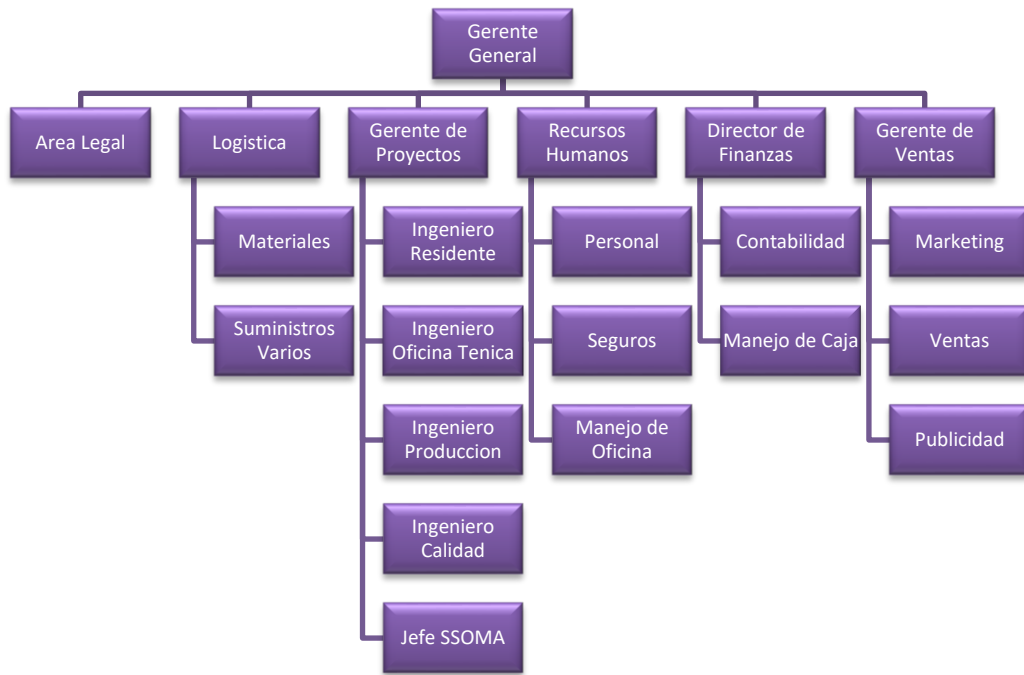 Gerente
General
Area Legal
Logistica
Gerente de
Proyectos
Recursos
Humanos
Director de
Finanzas
Gerente de
Ventas
Materiales
Suministros
Varios
Ingeniero
Residente
Ingeniero
Oficina Tenica
Ingeniero
Produccion
Ingeniero
Calidad
Jefe SSOMA
Personal
Seguros
Manejo de
Oficina
Contabilidad
Manejo de Caja
Marketing
Ventas
Publicidad